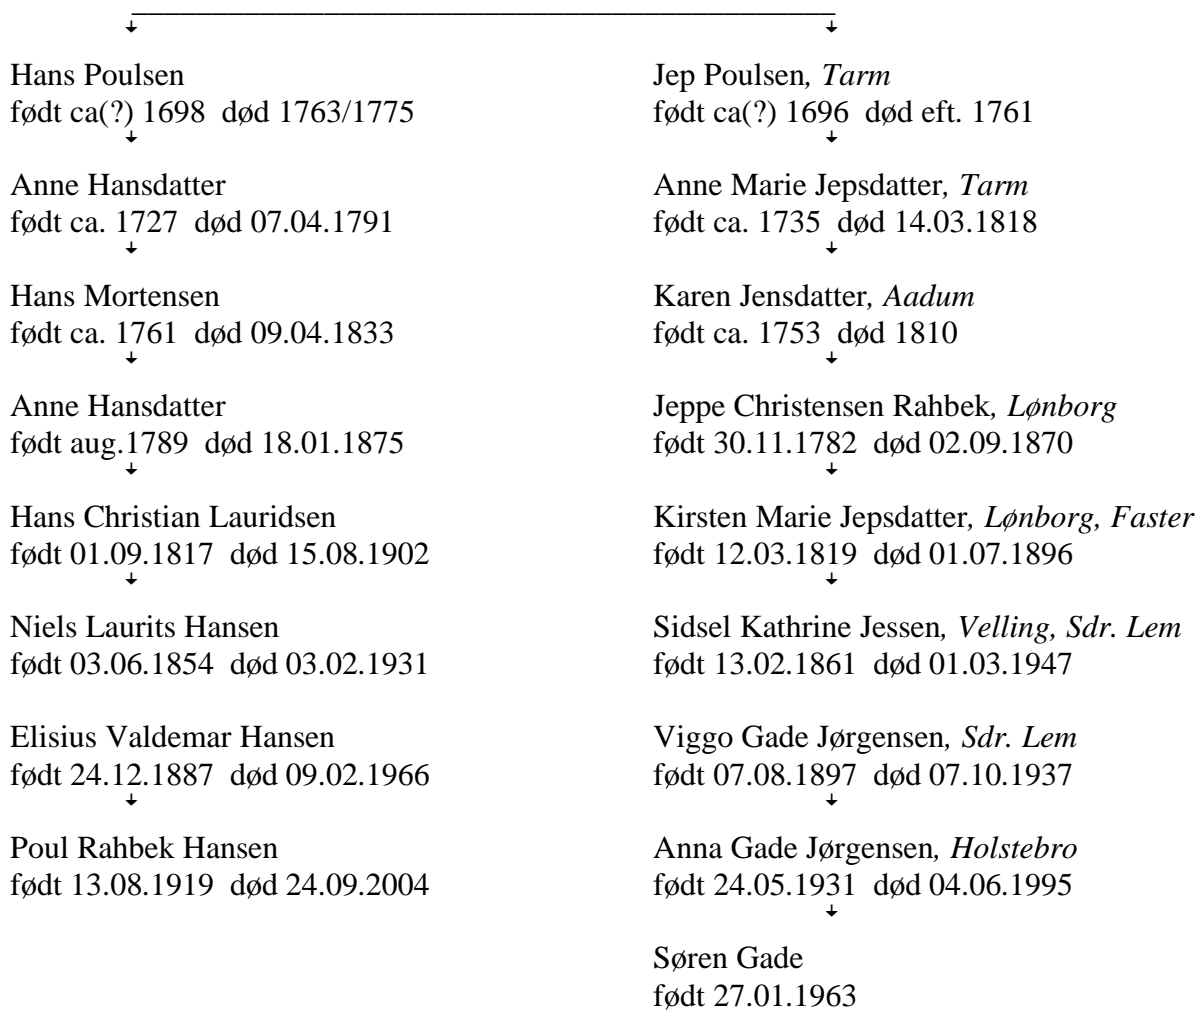 Hans Poulsen
født ca(?) 1698 død 1763/1775
Anne Hansdatter
født ca. 1727 død 07.04.1791
Hans Mortensen
født ca. 1761 død 09.04.1833
Anne Hansdatter
født aug.1789 død 18.01.1875
Hans Christian Lauridsen
født 01.09.1817 død 15.08.1902
Niels Laurits Hansen
født 03.06.1854 død 03.02.1931
Elisius Valdemar Hansen
født 24.12.1887 død 09.02.1966
Poul Rahbek Hansen
født 13.08.1919 død 24.09.2004
Jep Poulsen, Tarm
født ca(?) 1696 død eft. 1761
Anne Marie Jepsdatter, Tarm
født ca. 1735 død 14.03.1818
Karen Jensdatter, Aadum
født ca. 1753 død 1810
Jeppe Christensen Rahbek, Lønborg
født 30.11.1782 død 02.09.1870
Kirsten Marie Jepsdatter, Lønborg, Faster
født 12.03.1819 død 01.07.1896
Sidsel Kathrine Jessen, Velling, Sdr. Lem
født 13.02.1861 død 01.03.1947
Viggo Gade Jørgensen, Sdr. Lem
født 07.08.1897 død 07.10.1937
Anna Gade Jørgensen, Holstebro
født 24.05.1931 død 04.06.1995
Søren Gade
født 27.01.1963